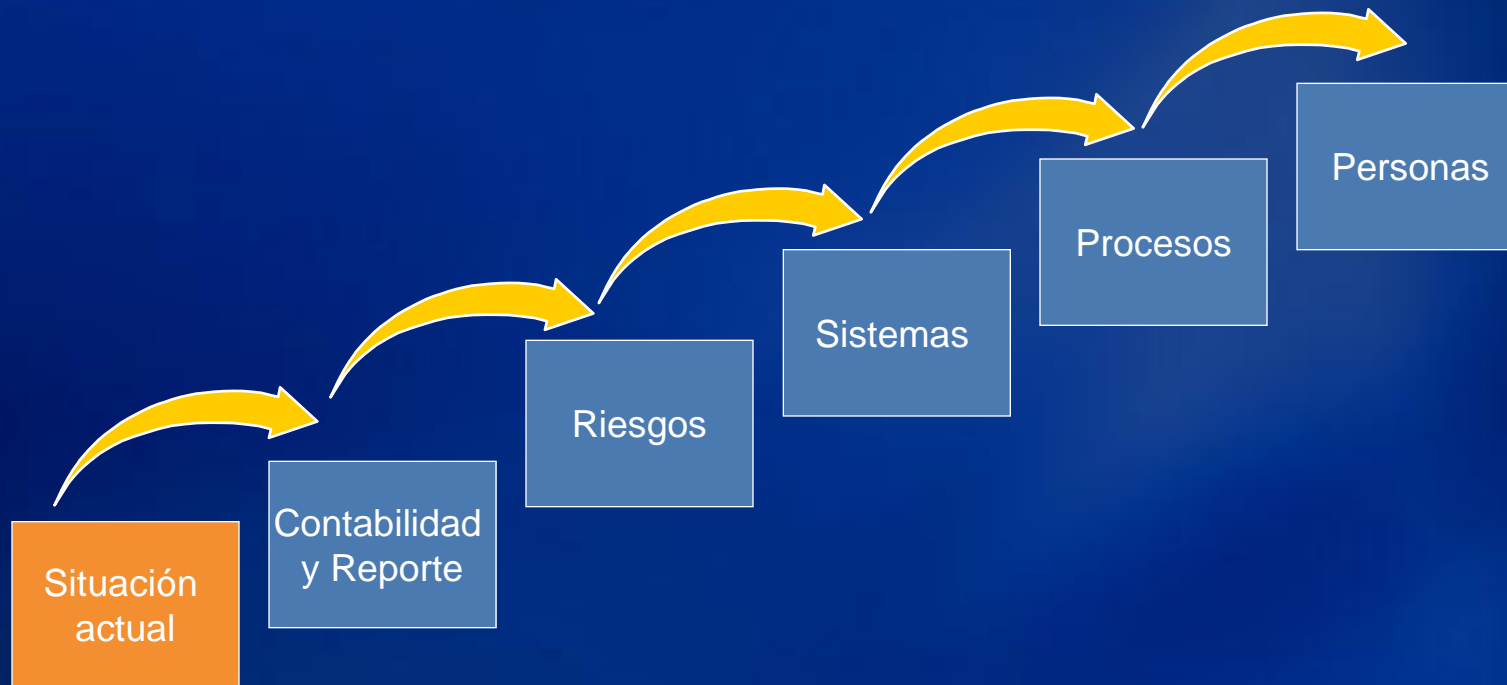 Situación
actual
Contabilidad
y Reporte
Riesgos
Sistemas
Procesos
Personas